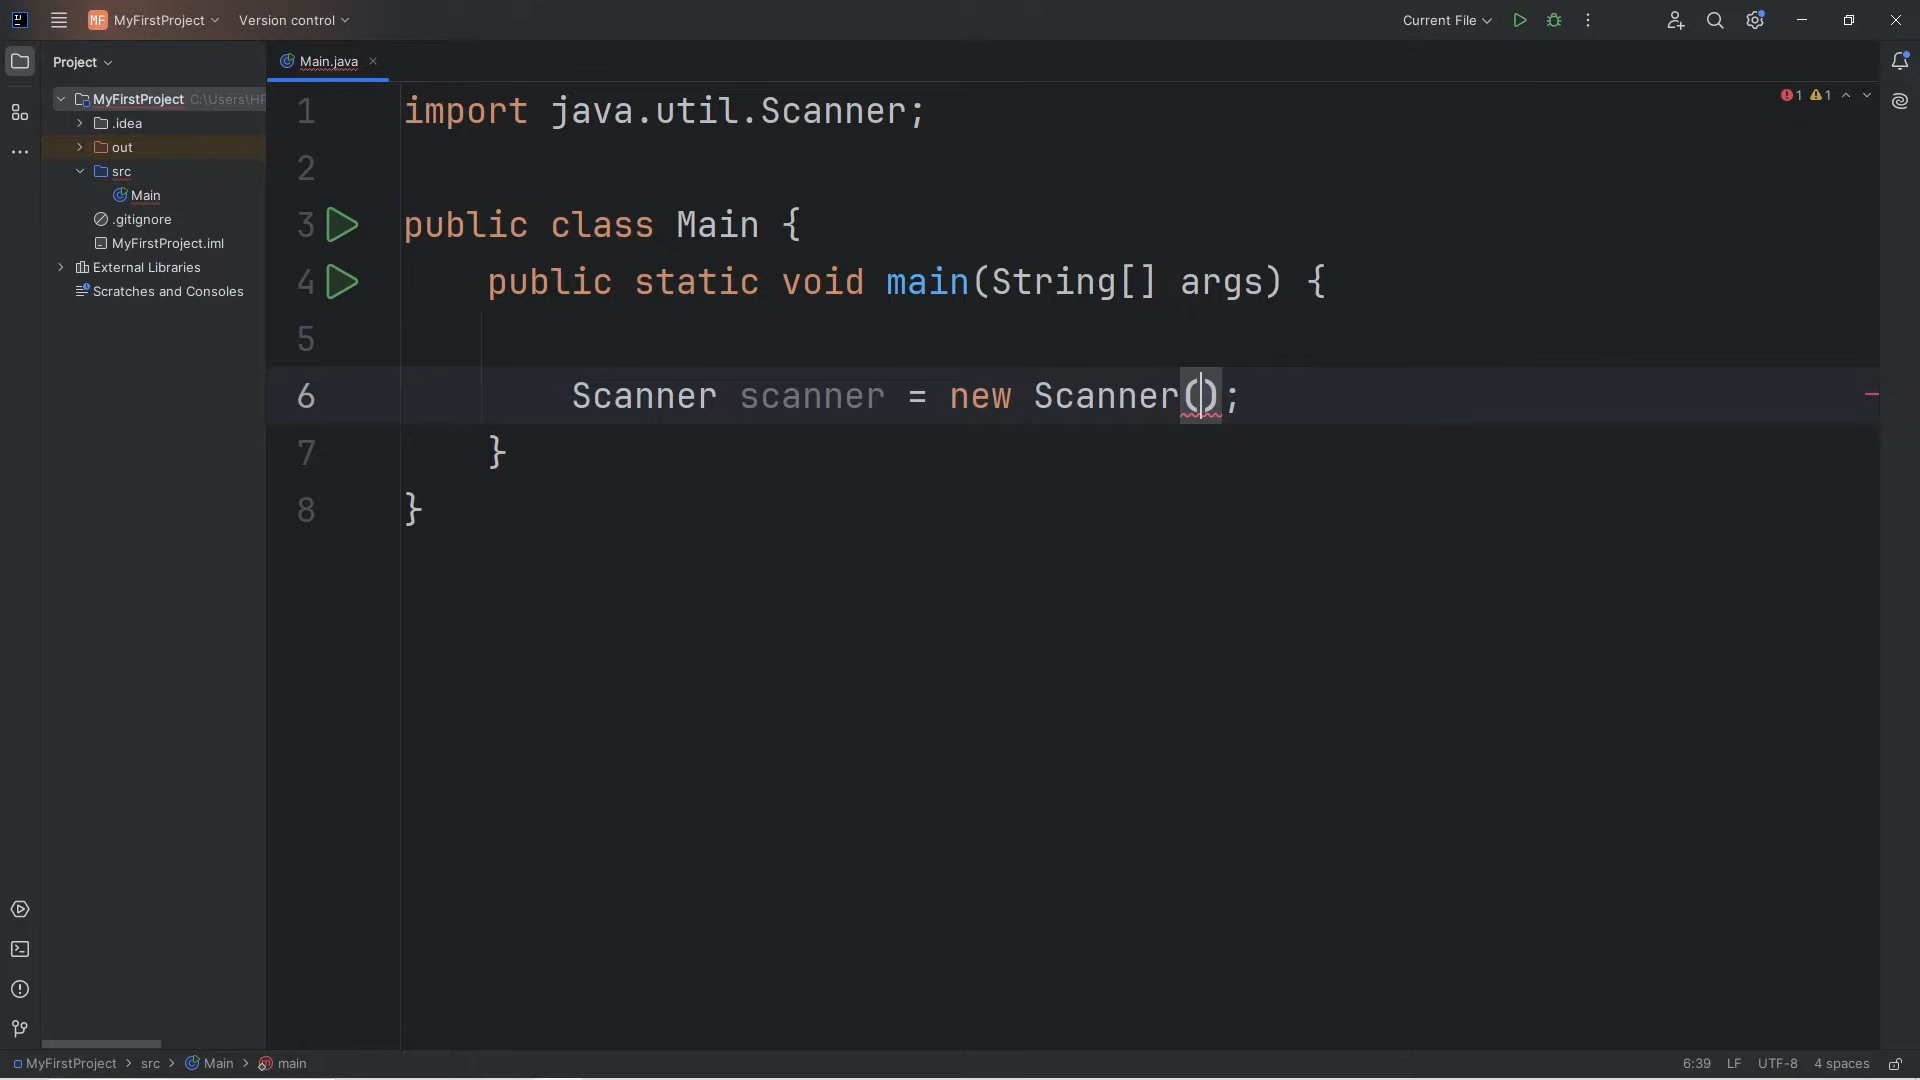 MF MyFirstProject Version control Current File
Project
Main.java
MyFirstProject C:\Users\HP
.idea
out
src
Main
.gitignore
MyFirstProject.iml
External Libraries
Scratches and Consoles
1 1
1 import java.util.Scanner;
2
3 public class Main {
4 public static void main(String[] args) {
5
6 Scanner scanner = new Scanner();
7 }
8 }
MyFirstProject > src > Main > main 6:39 LF UTF-8 4 spaces